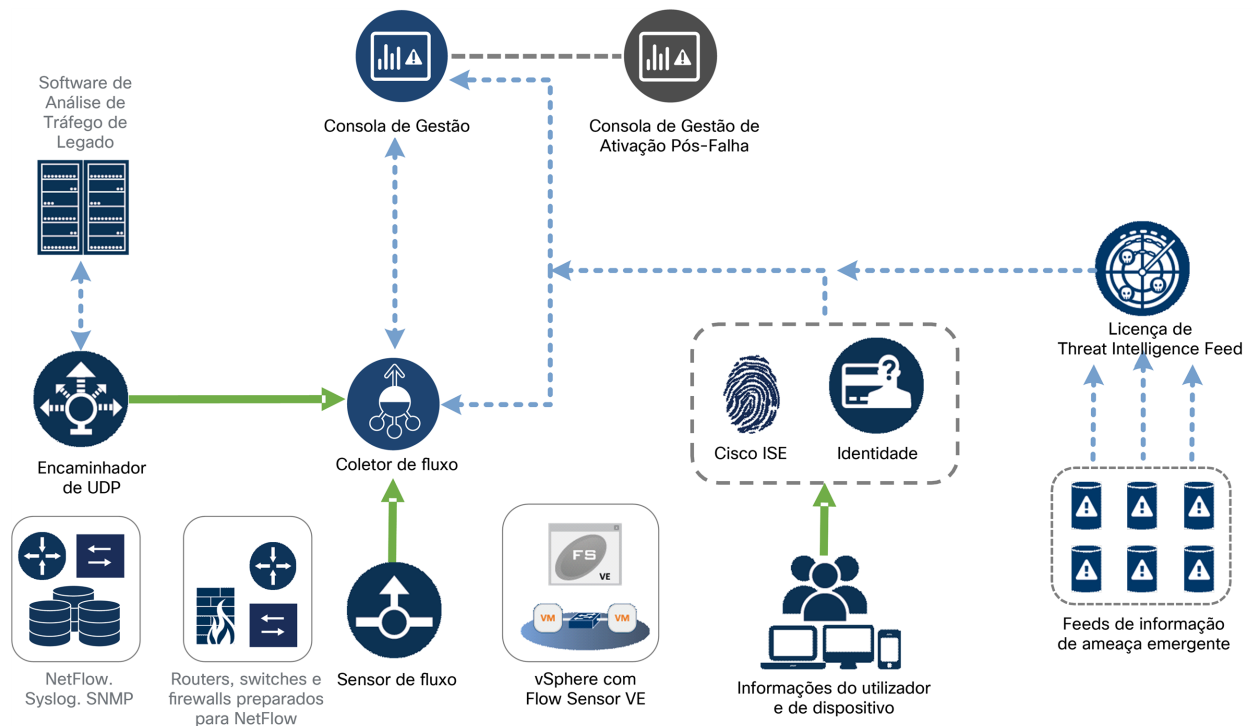 Software de
Análise de
Tráfego de
Legado
Consola de Gestão
Consola de Gestão de
Ativação Pós-Falha
Licença de
Threat Intelligence Feed
Encaminhador
de UDP
Coletor de fluxo
Cisco ISE
Identidade
NetFlow.
Syslog. SNMP
Routers, switches e
firewalls preparados
para NetFlow
Sensor de fluxo
FS
VE
VM
VM
vSphere com
Flow Sensor VE
Informações do utilizador
e de dispositivo
Feeds de informação
de ameaça emergente